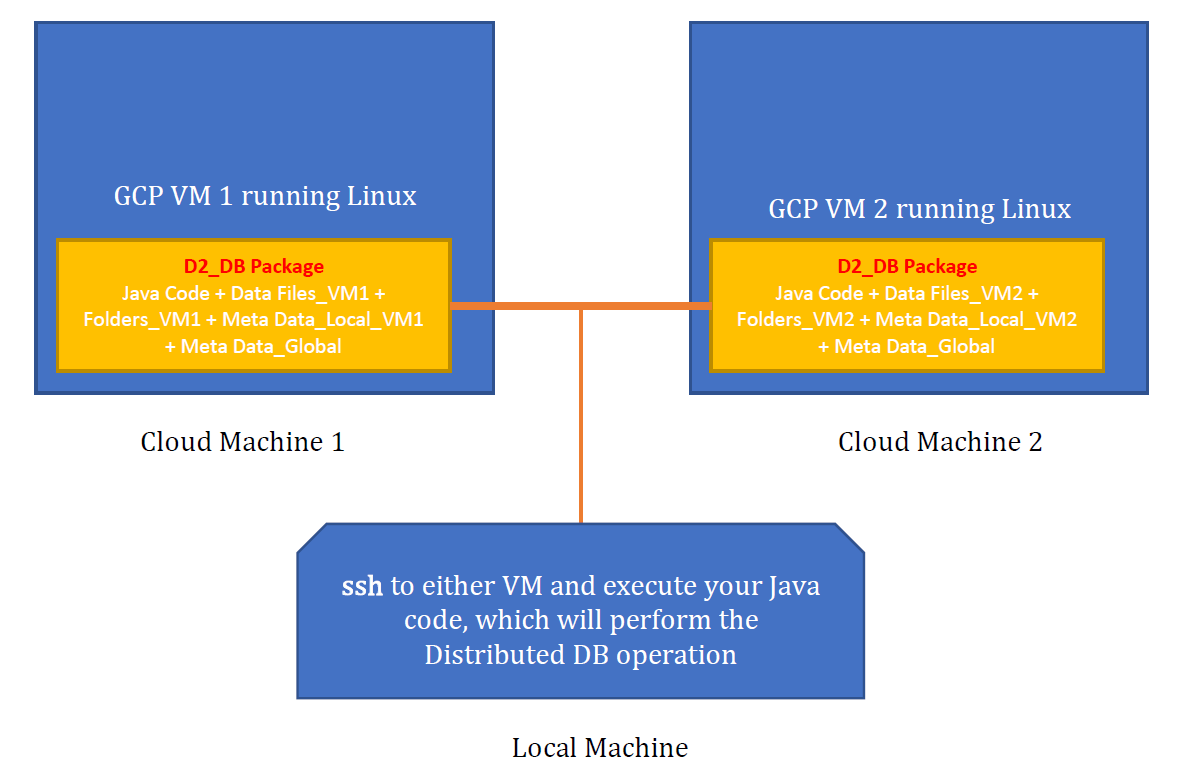 GCP VM 1 running Linux
D2_DB Package
Java Code + Data Files_VM1 +
Folders_VM1 + Meta Data_Local_VM1
+ Meta Data_Global
Cloud Machine 1
GCP VM 2 running Linux
D2_DB Package
Java Code + Data Files_VM2 +
Folders_VM2 + Meta Data_Local_VM2
+ Meta Data_Global
Cloud Machine 2
ssh to either VM and execute your Java
code, which will perform the
Distributed DB operation
Local Machine